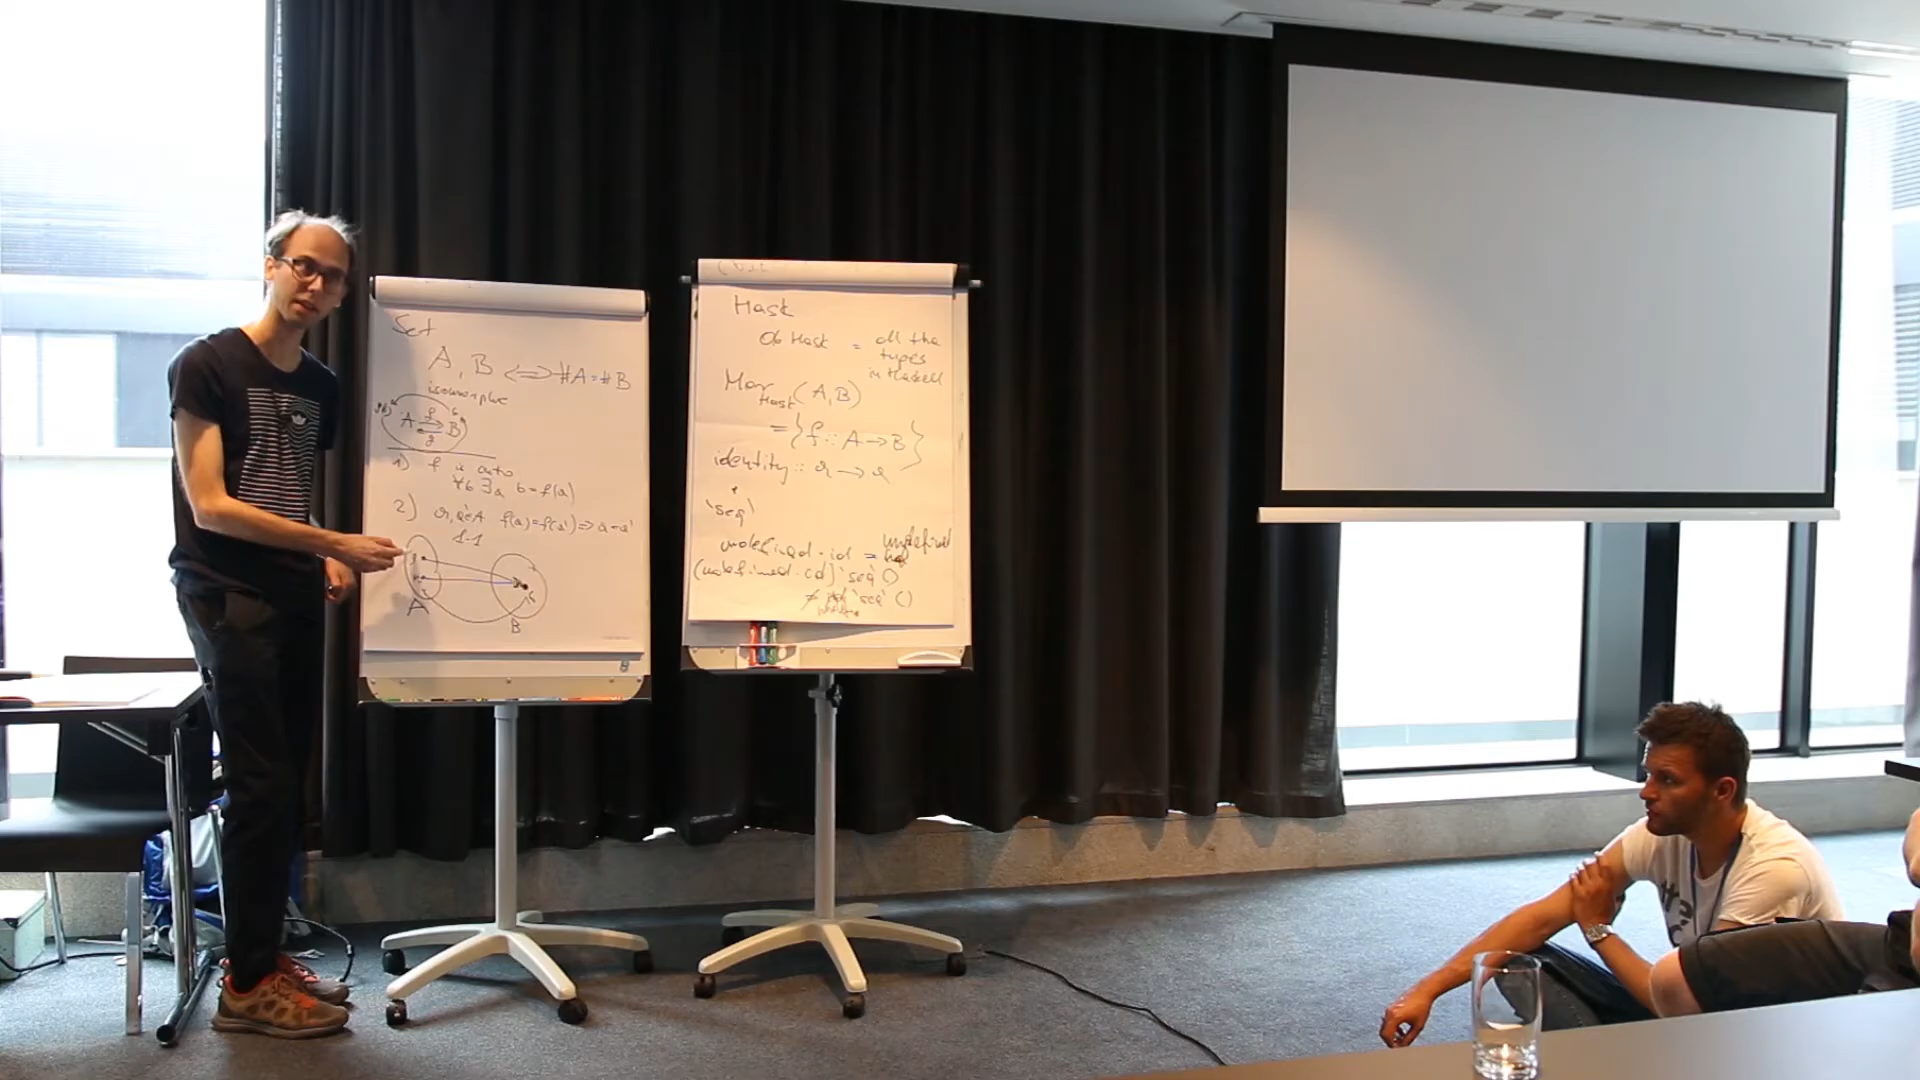 Set
A, B ⟺ #A = #B
isomorphic
A f B
g
1) f is onto
∀b ∃a b = f(a)
2) a, a'∈A f(a)=f(a') ⇒ a=a'
1-1
A
B
Hask
Ob Hask = all the
types
in Haskell
Mor Hask (A, B)
= { f :: A → B }
identity :: a → a
`seq`
undefined . id = undefined
(undefined . id) `seq` ()
≠ `seq` ()